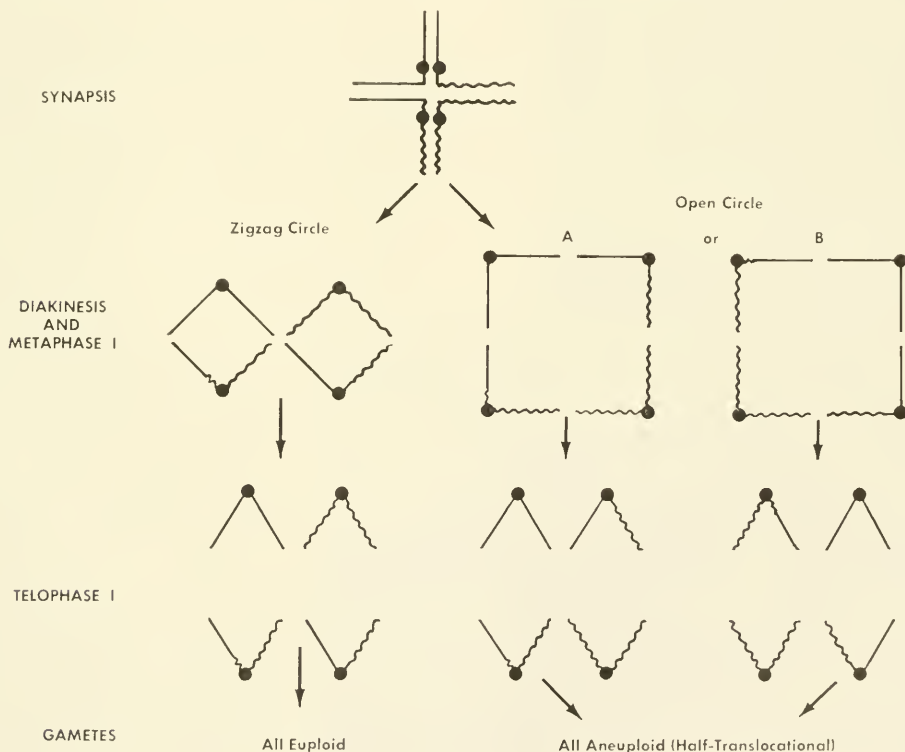 SYNAPSIS
Open Circle
Zigzag Circle
A
or
B
DIAKINESIS
AND
METAPHASE I
TELOPHASE I
GAMETES
All Euploid
All Aneuploid (Half-Translocational)